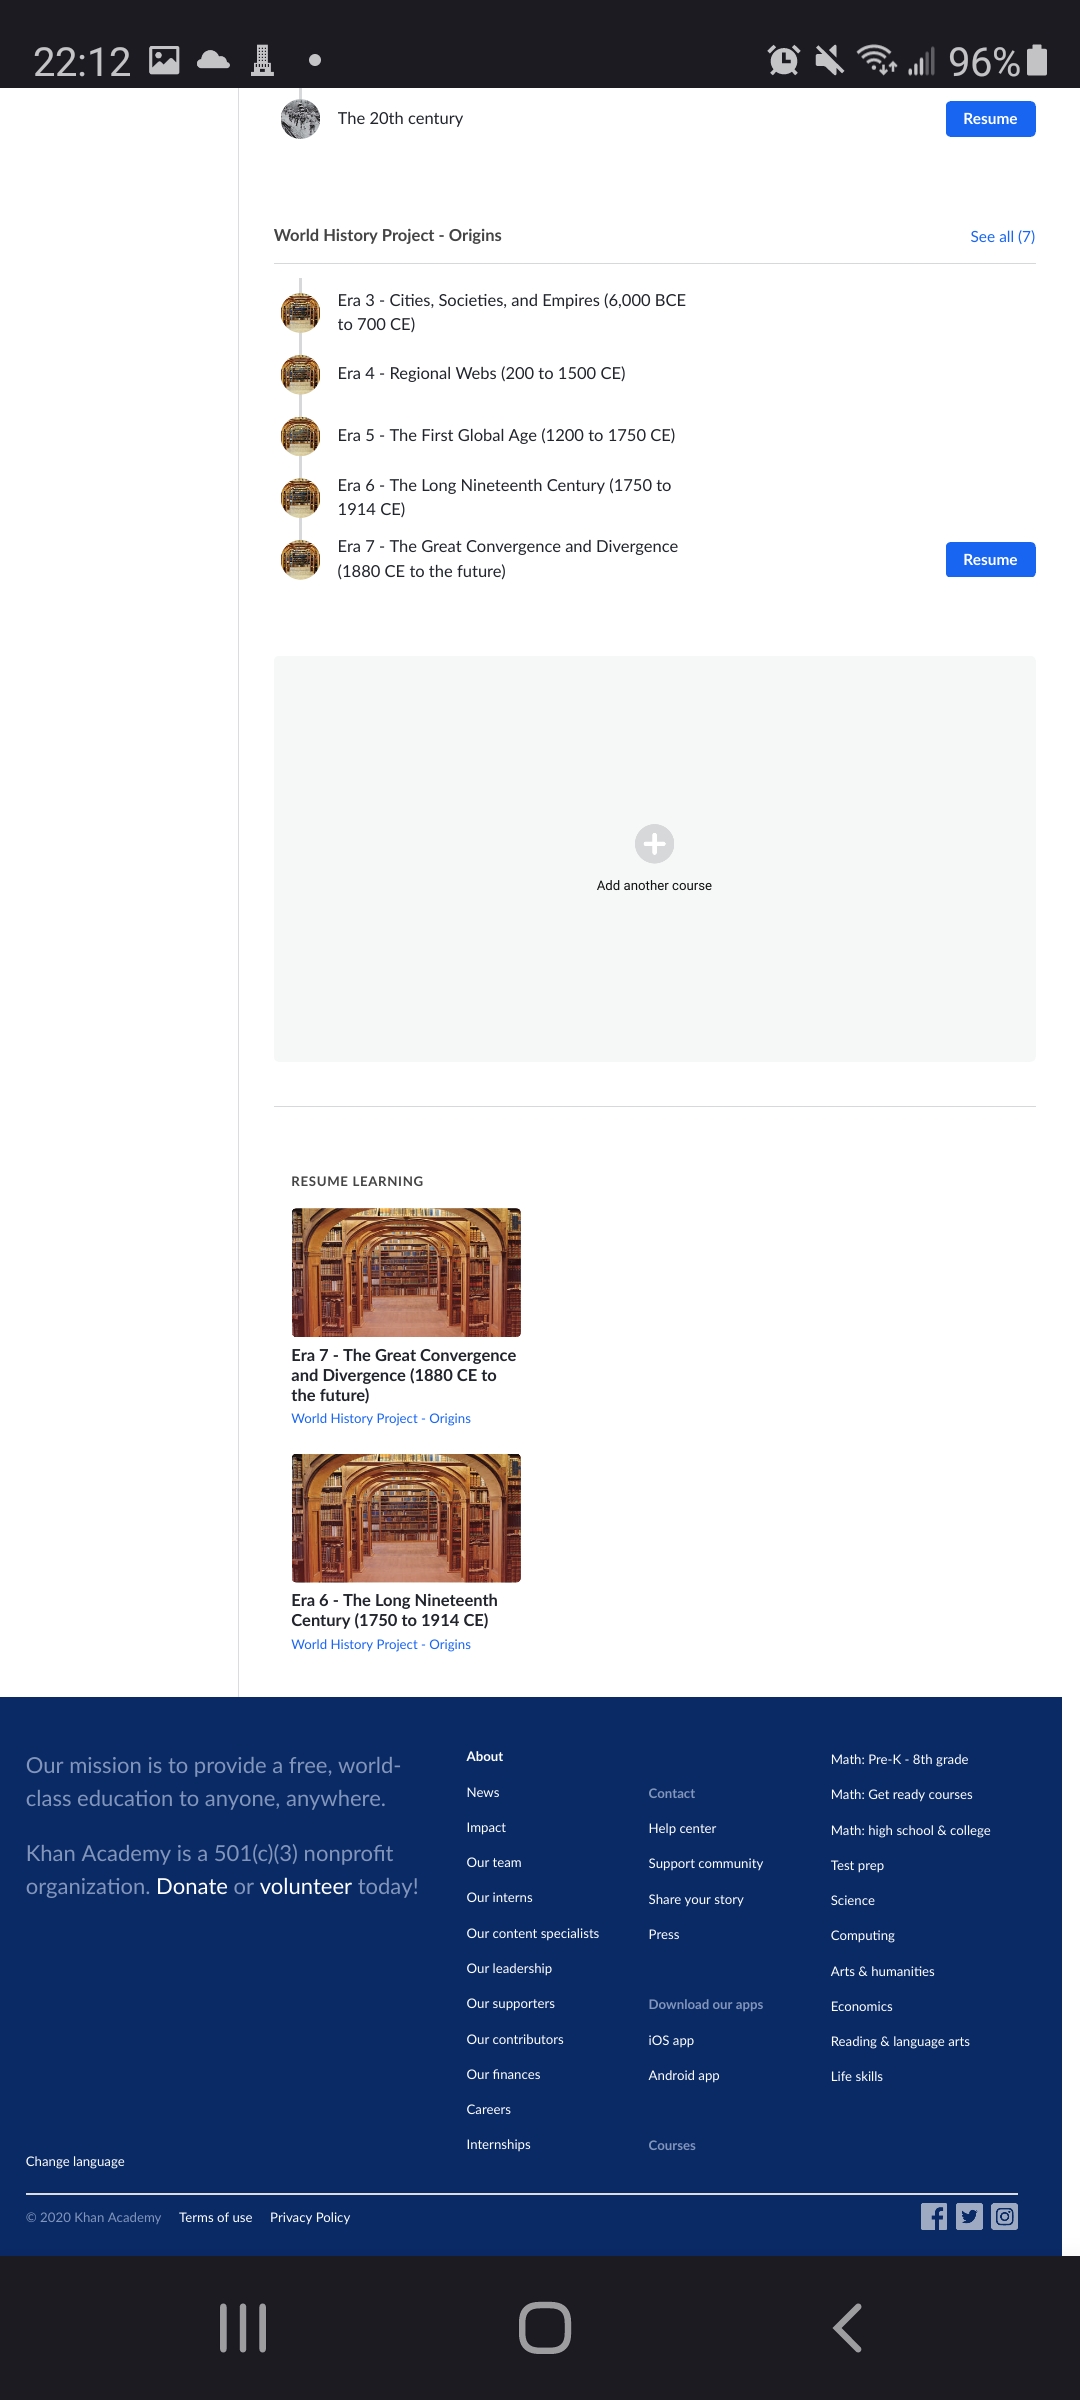 22:12
96%
The 20th century
Resume
World History Project - Origins
See all (7)
Era 3 - Cities, Societies, and Empires (6,000 BCE
to 700 CE)
Era 4 - Regional Webs (200 to 1500 CE)
Era 5 - The First Global Age (1200 to 1750 CE)
Era 6 - The Long Nineteenth Century (1750 to
1914 CE)
Era 7 - The Great Convergence and Divergence
(1880 CE to the future)
Resume
Add another course
RESUME LEARNING
Era 7 - The Great Convergence
and Divergence (1880 CE to
the future)
World History Project - Origins
Era 6 - The Long Nineteenth
Century (1750 to 1914 CE)
World History Project - Origins
Our mission is to provide a free, world-
class education to anyone, anywhere.
Khan Academy is a 501(c)(3) nonprofit
organization. Donate or volunteer today!
Change language
About
News
Impact
Our team
Our interns
Our content specialists
Our leadership
Our supporters
Our contributors
Our finances
Careers
Internships
Contact
Help center
Support community
Share your story
Press
Download our apps
iOS app
Android app
Courses
Math: Pre-K - 8th grade
Math: Get ready courses
Math: high school & college
Test prep
Science
Computing
Arts & humanities
Economics
Reading & language arts
Life skills
© 2020 Khan Academy
Terms of use
Privacy Policy